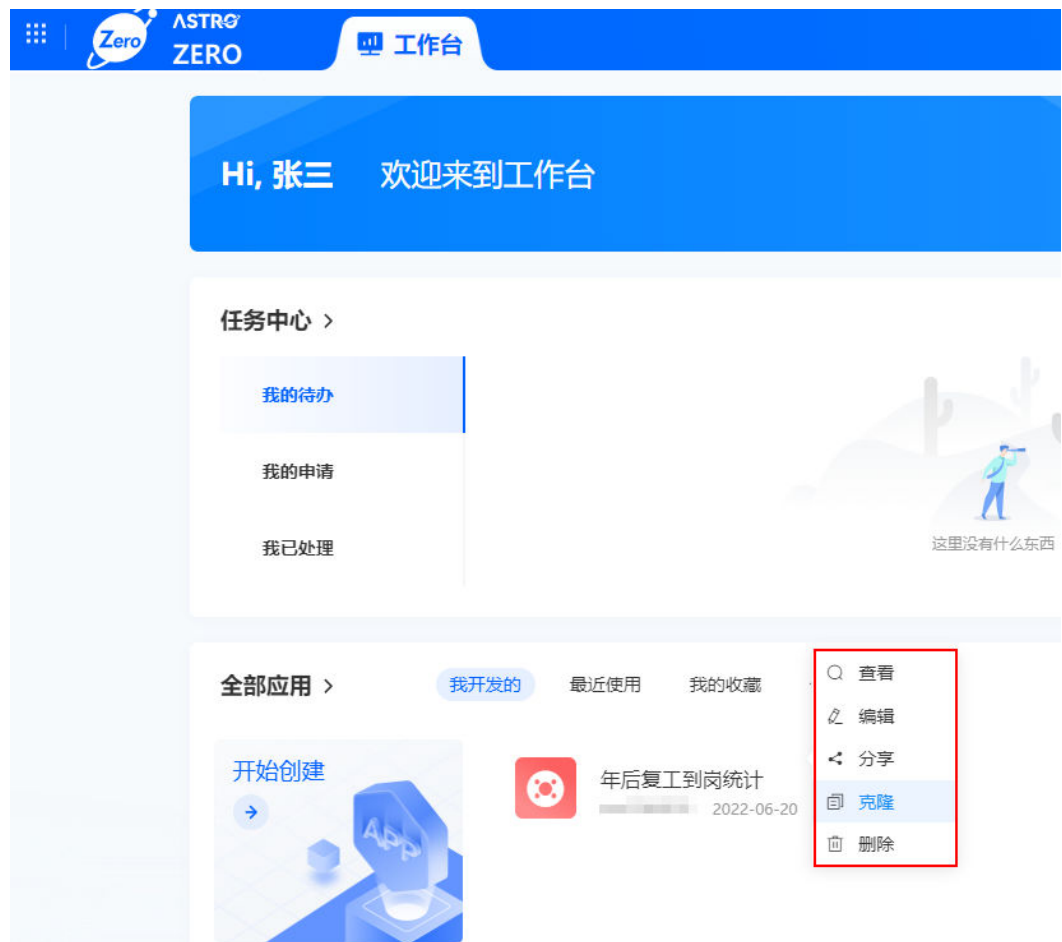 Zero
ASTRO
ZERO
工作台
Hi, 张三 欢迎来到工作台
任务中心
我的待办
我的申请
我已处理
这里没有什么东西
全部应用
我开发的 最近使用 我的收藏
查看
编辑
分享
克隆
删除
开始创建
APP
年后复工到岗统计
2022-06-20